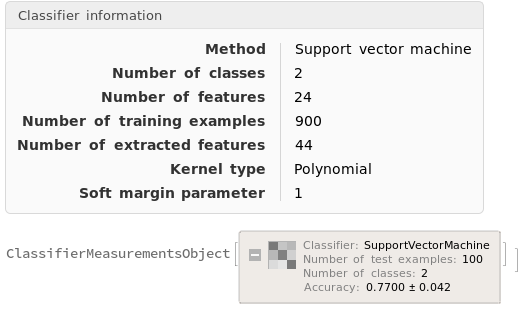 Classifier information
Method Support vector machine
Number of classes 2
Number of features 24
Number of training examples 900
Number of extracted features 44
Kernel type Polynomial
Soft margin parameter 1
ClassifierMeasurementsObject[
Classifier: SupportVectorMachine
Number of test examples: 100
Number of classes: 2
Accuracy: 0.7700 ± 0.042
]